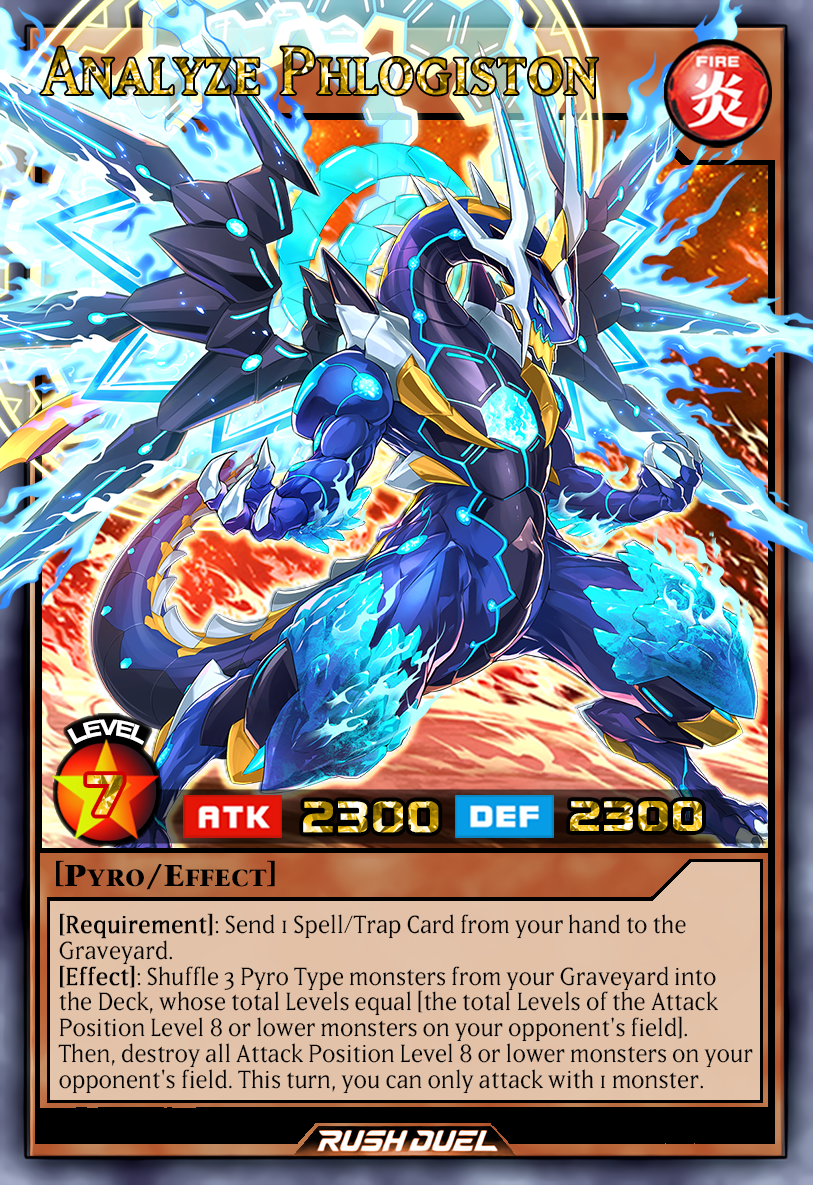 Analyze Phlogiston
FIRE
炎
LEVEL
7
ATK 2300 DEF 2300
[Pyro/Effect]
[Requirement]: Send 1 Spell/Trap Card from your hand to the
Graveyard.
[Effect]: Shuffle 3 Pyro Type monsters from your Graveyard into
the Deck, whose total Levels equal [the total Levels of the Attack
Position Level 8 or lower monsters on your opponent's field].
Then, destroy all Attack Position Level 8 or lower monsters on your
opponent's field. This turn, you can only attack with 1 monster.
RUSH DUEL